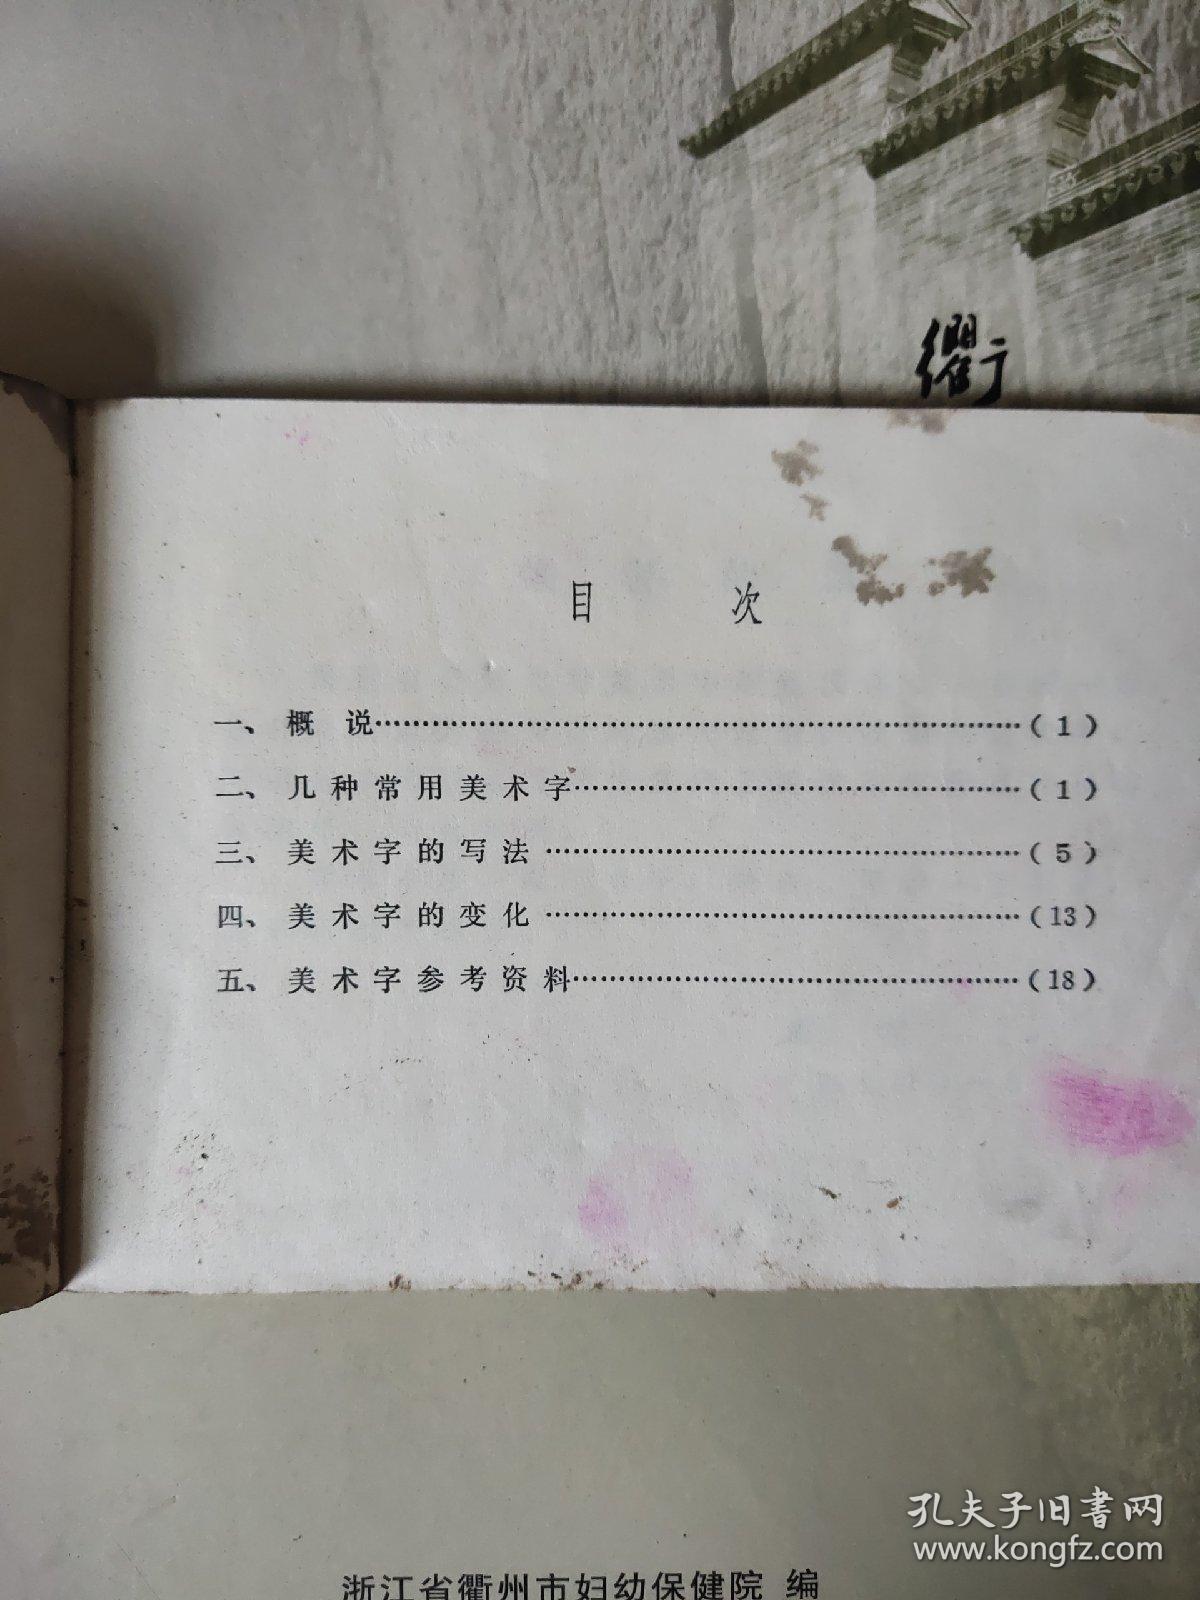 衢
目 次
一、概 说……………………………(1)
二、几种常用美术字……………………………(1)
三、美术字的写法……………………………(5)
四、美术字的变化……………………………(13)
五、美术字参考资料……………………………(18)
孔夫子旧书网
www.kongfz.com
浙江省衢州市妇幼保健院 编